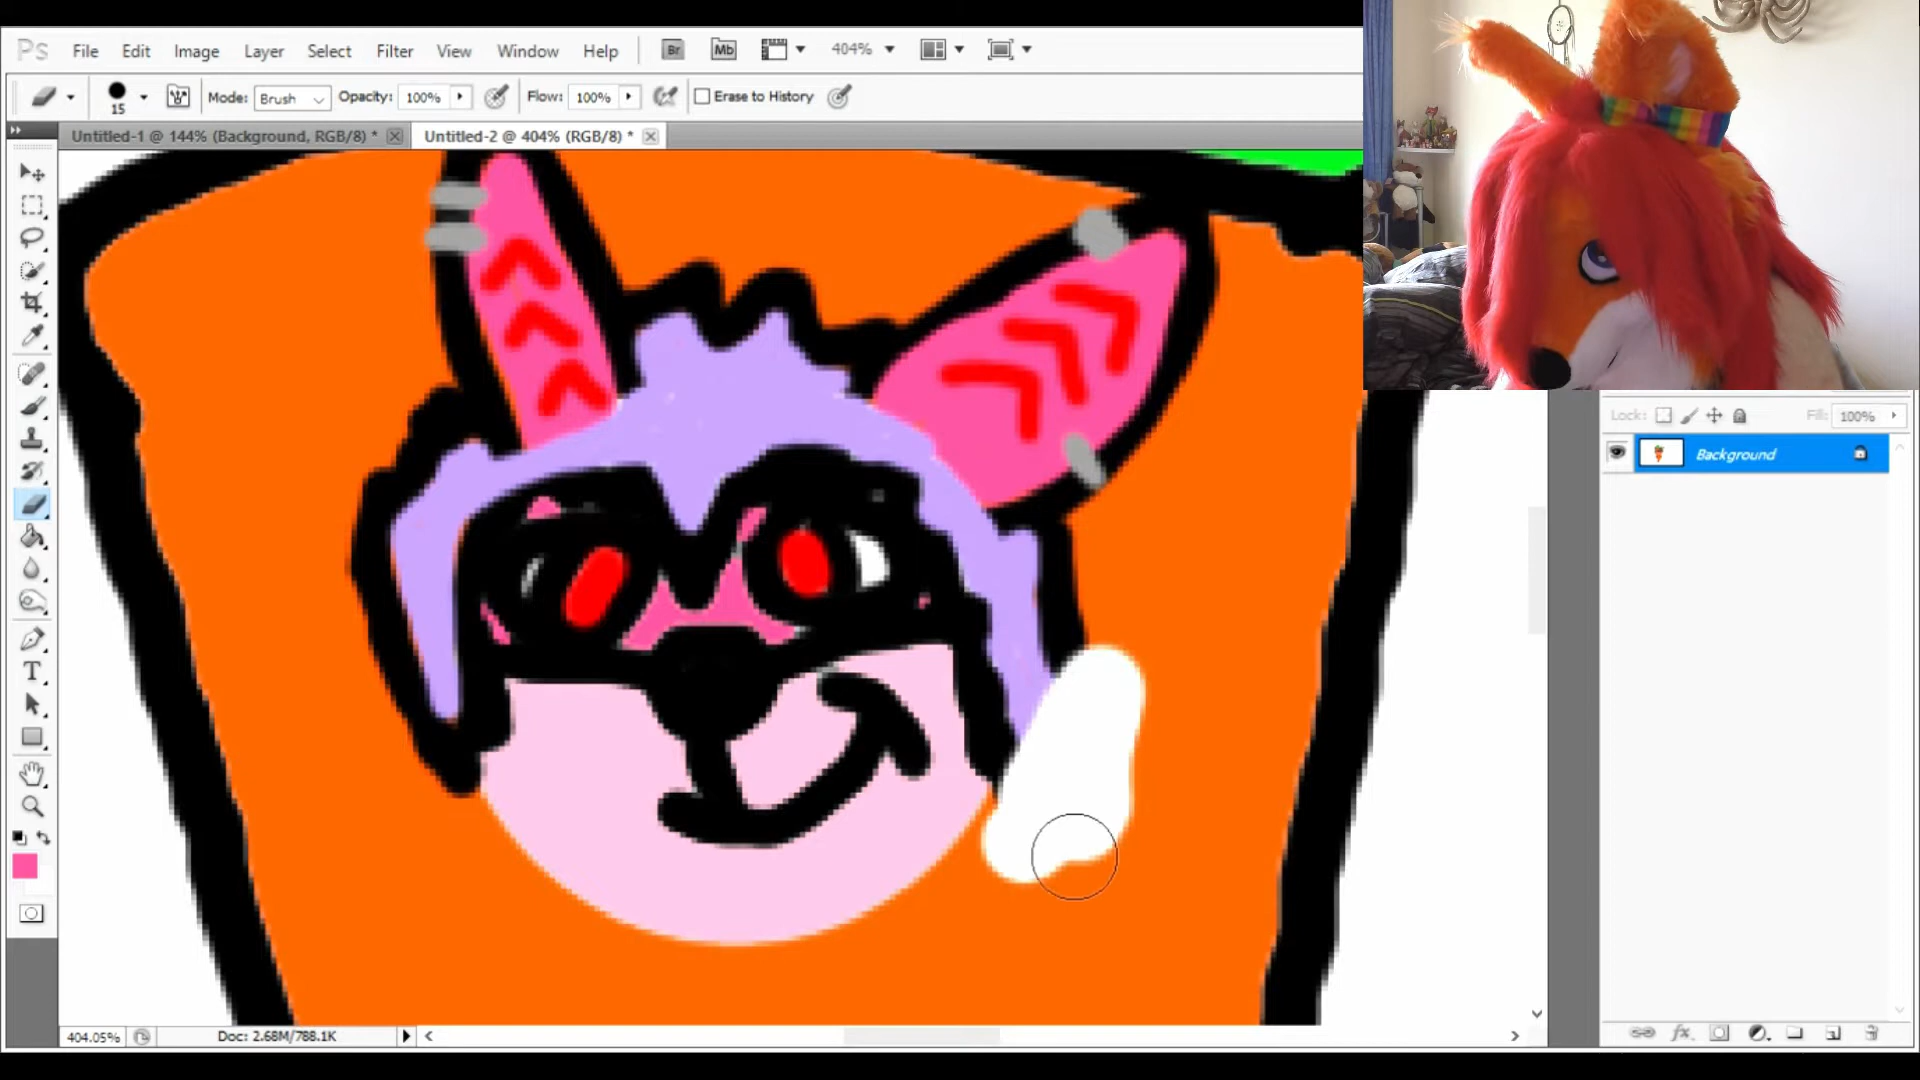 Ps File Edit Image Layer Select Filter View Window Help Br Mb 404%
15 Mode: Brush Opacity: 100% Flow: 100% Erase to History
Untitled-1 @ 144% (Background, RGB/8) * Untitled-2 @ 404% (RGB/8) *
T
Lock: Fill: 100%
Background
404.05% Doc: 2.68M/788.1K
fx